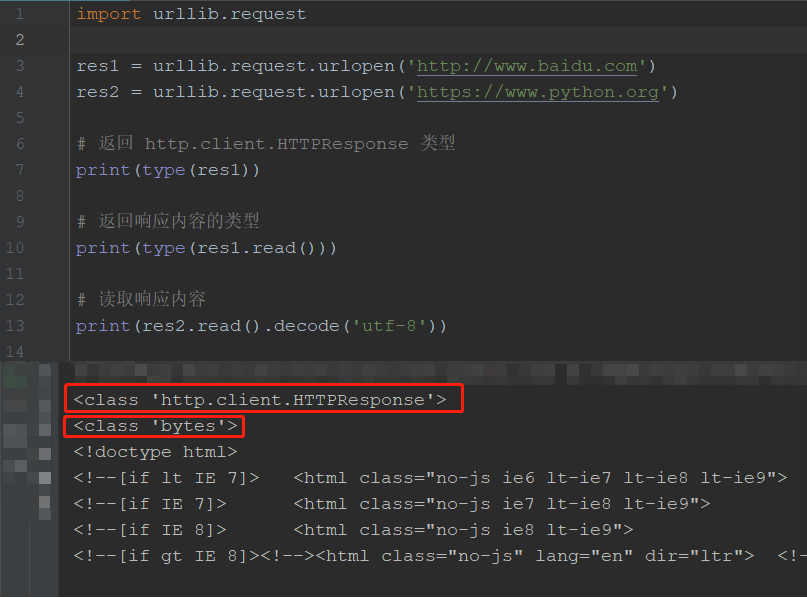 1 import urllib.request
2
3 res1 = urllib.request.urlopen('http://www.baidu.com')
4 res2 = urllib.request.urlopen('https://www.python.org')
5
6 # 返回 http.client.HTTPResponse 类型
7 print(type(res1))
8
9 # 返回响应内容的类型
10 print(type(res1.read()))
11
12 # 读取响应内容
13 print(res2.read().decode('utf-8'))
14
<class 'http.client.HTTPResponse'>
<class 'bytes'>
<!doctype html>
<!--[if lt IE 7]>   <html class="no-js ie6 lt-ie7 lt-ie8 lt-ie9">
<!--[if IE 7]>      <html class="no-js ie7 lt-ie8 lt-ie9">
<!--[if IE 8]>      <html class="no-js ie8 lt-ie9">
<!--[if gt IE 8]><!--><html class="no-js" lang="en" dir="ltr">  <!-